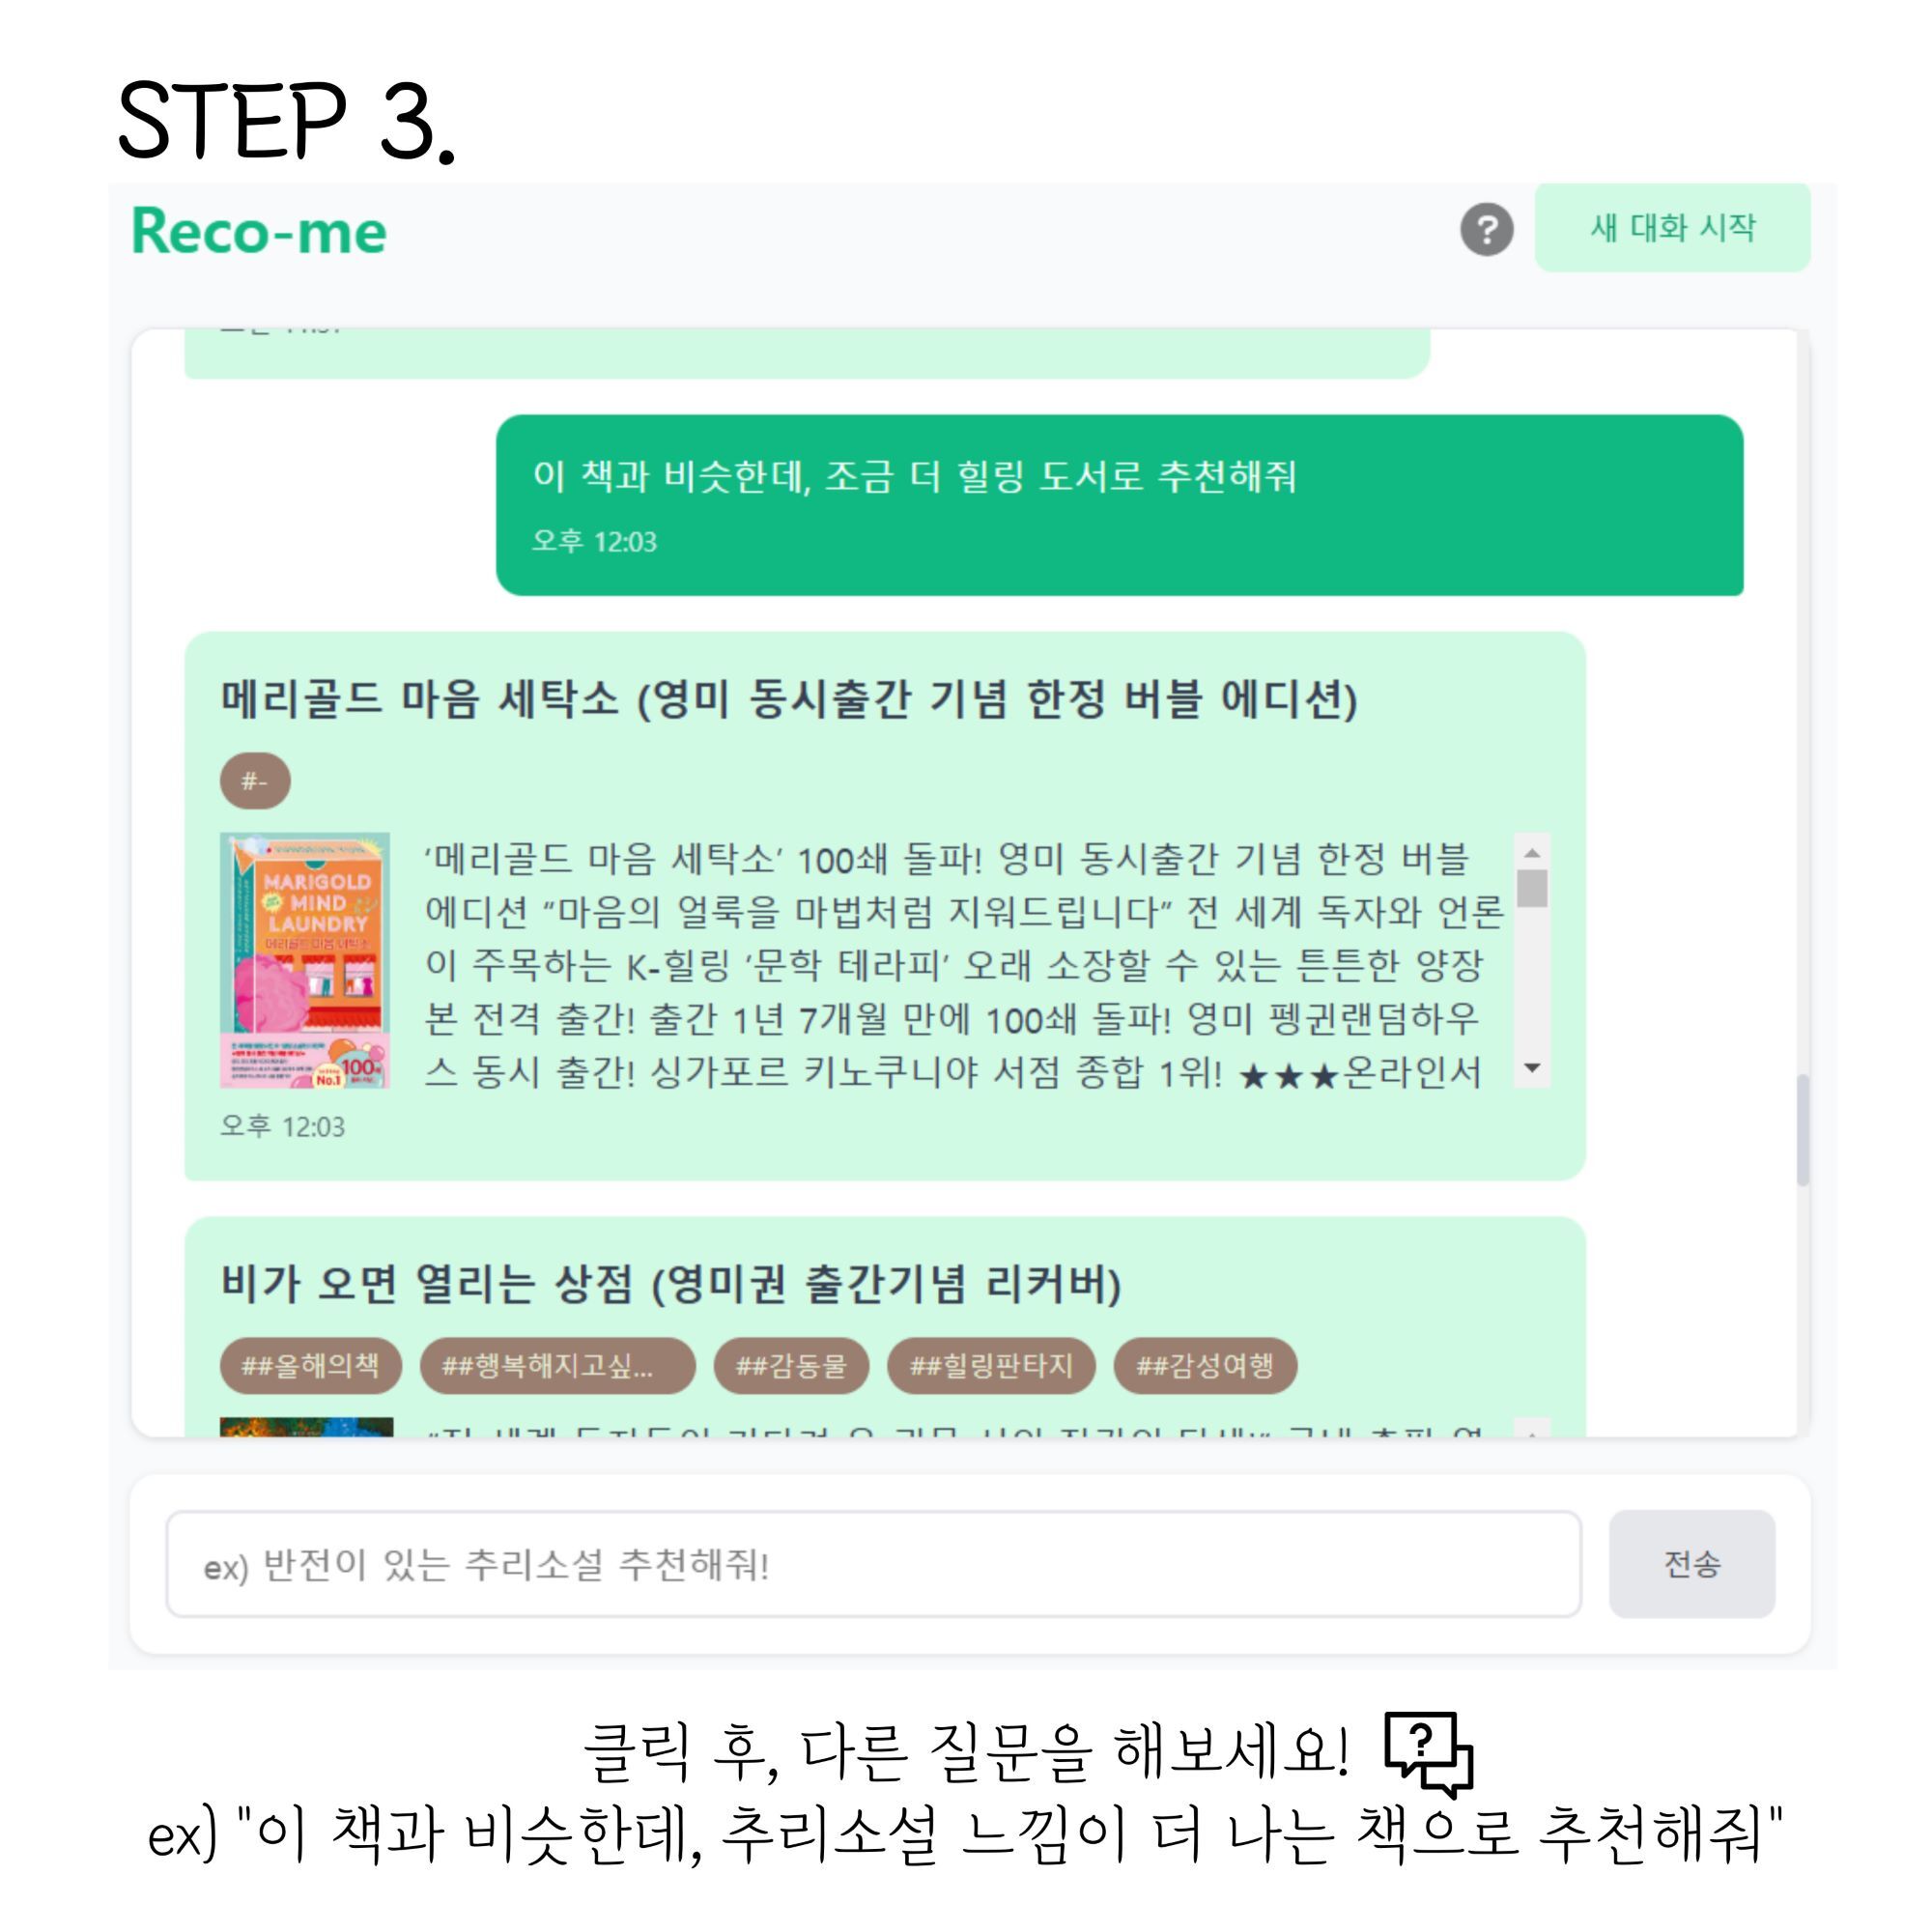 STEP 3.
Reco-me
?
새 대화 시작
이 책과 비슷한데, 조금 더 힐링 도서로 추천해줘
오후 12:03
메리골드 마음 세탁소 (영미 동시출간 기념 한정 버블 에디션)
#-
MARIGOLD
MIND
LAUNDRY
메리골드 마음 세탁소
100쇄
No.1
‘메리골드 마음 세탁소’ 100쇄 돌파! 영미 동시출간 기념 한정 버블
에디션 “마음의 얼룩을 마법처럼 지워드립니다” 전 세계 독자와 언론
이 주목하는 K-힐링 ‘문학 테라피’ 오래 소장할 수 있는 튼튼한 양장
본 전격 출간! 출간 1년 7개월 만에 100쇄 돌파! 영미 펭귄랜덤하우
스 동시 출간! 싱가포르 키노쿠니야 서점 종합 1위! ★★★온라인서
오후 12:03
비가 오면 열리는 상점 (영미권 출간기념 리커버)
##올해의책 ##행복해지고싶... ##감동물 ##힐링판타지 ##감성여행
ex) 반전이 있는 추리소설 추천해줘!
전송
클릭 후, 다른 질문을 해보세요! ?
ex) "이 책과 비슷한데, 추리소설 느낌이 더 나는 책으로 추천해줘"